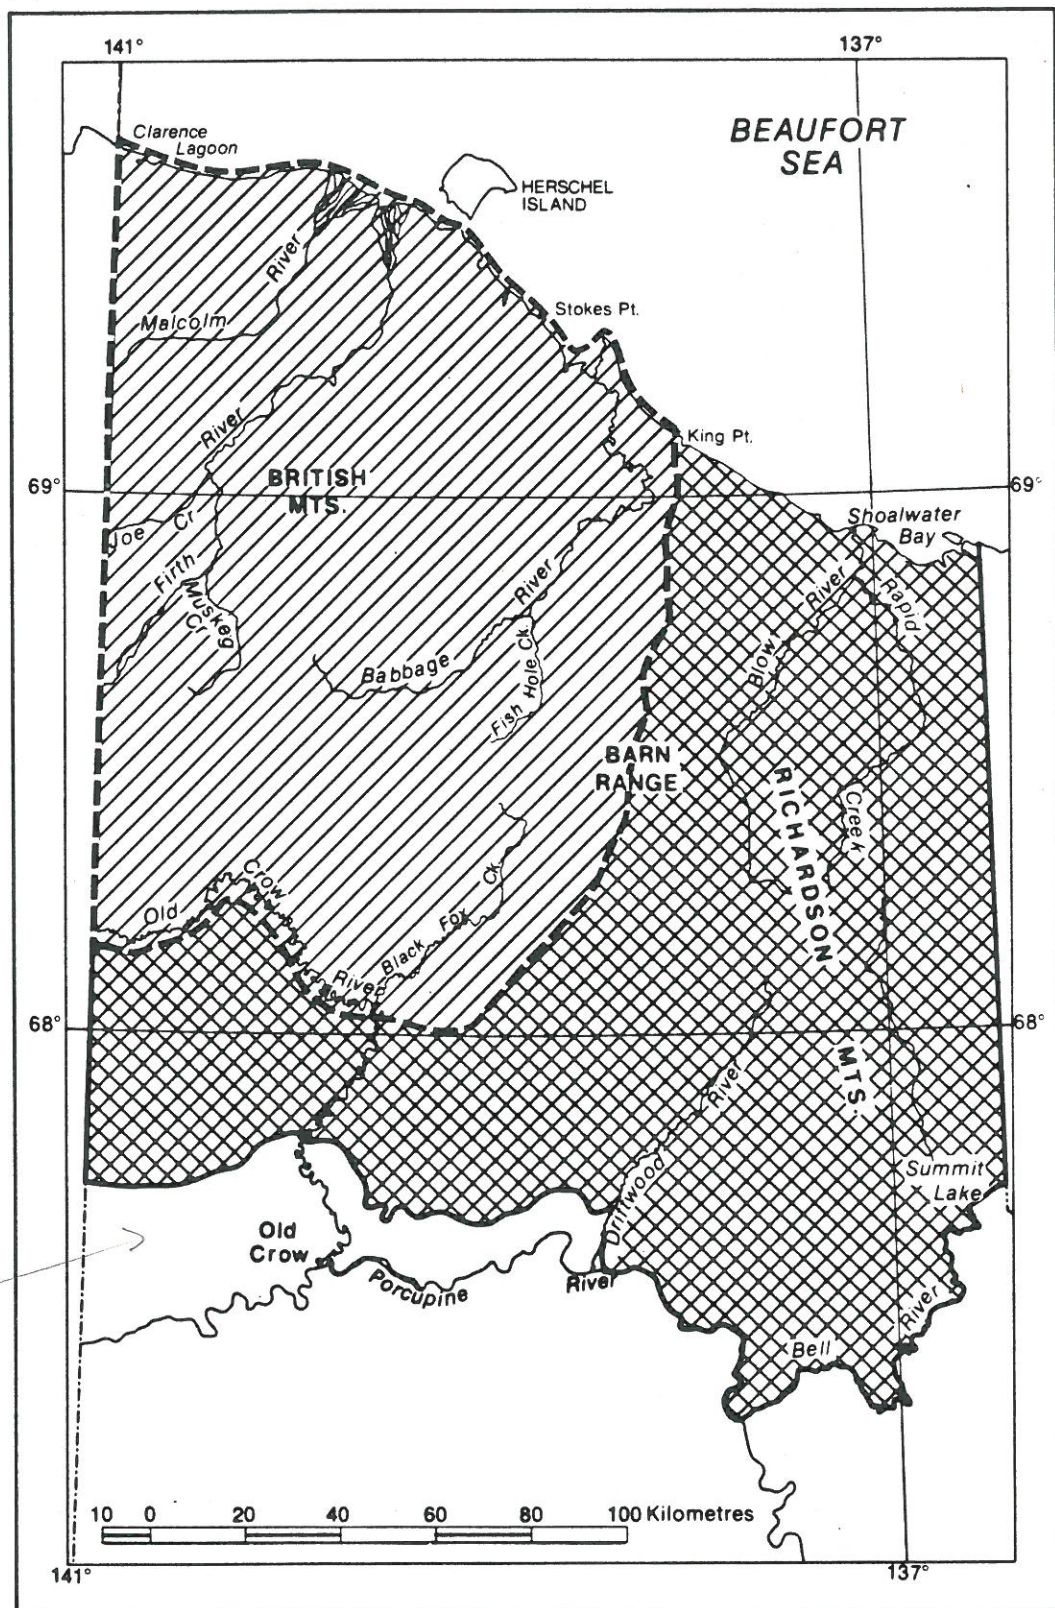 141°
137°
BEAUFORT
SEA
Clarence
Lagoon
HERSCHEL
ISLAND
River
Malcolm
Stokes Pt.
River
King Pt.
BRITISH
MTS.
69°
69°
Joe Cr
Shoalwater
Bay
Firth
Muskeg
Cr
River
River
Rapid
Babbage
Fish Hole Ck.
Blow
BARN
RANGE
RICHARDSON
Creek
Old
Crow
Ck.
Black Fox
River
68°
68°
MTS.
River
Driftwood
Summit
Lake
Old
Crow
Porcupine
River
River
Bell
10 0 20 40 60 80 100 Kilometres
141°
137°